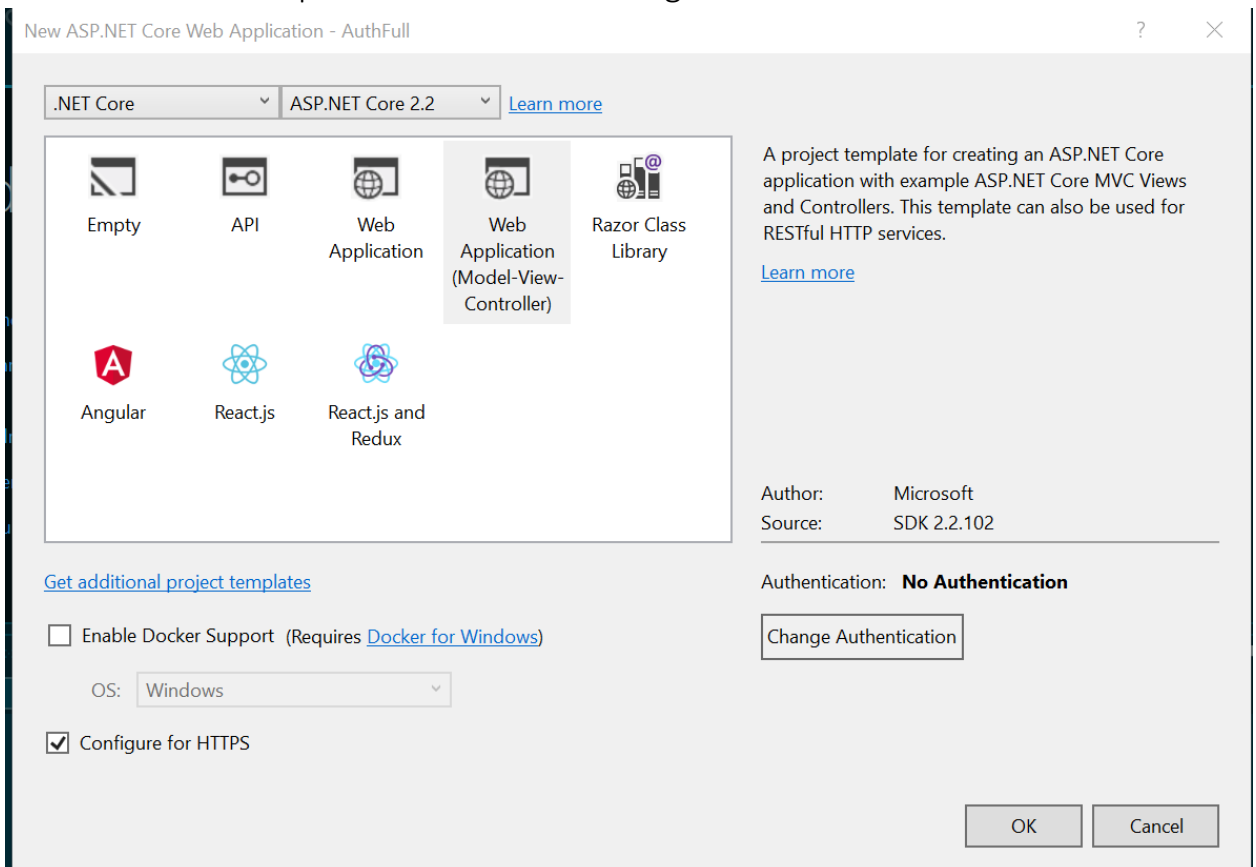 New ASP.NET Core Web Application - AuthFull
?
.NET Core
ASP.NET Core 2.2
Learn more
Empty
API
Web
Application
Web
Application
(Model-View-
Controller)
Razor Class
Library
Angular
React.js
React.js and
Redux
A project template for creating an ASP.NET Core
application with example ASP.NET Core MVC Views
and Controllers. This template can also be used for
RESTful HTTP services.
Learn more
Author: Microsoft
Source: SDK 2.2.102
Get additional project templates
Authentication: No Authentication
Enable Docker Support (Requires Docker for Windows)
Change Authentication
OS: Windows
Configure for HTTPS
OK
Cancel